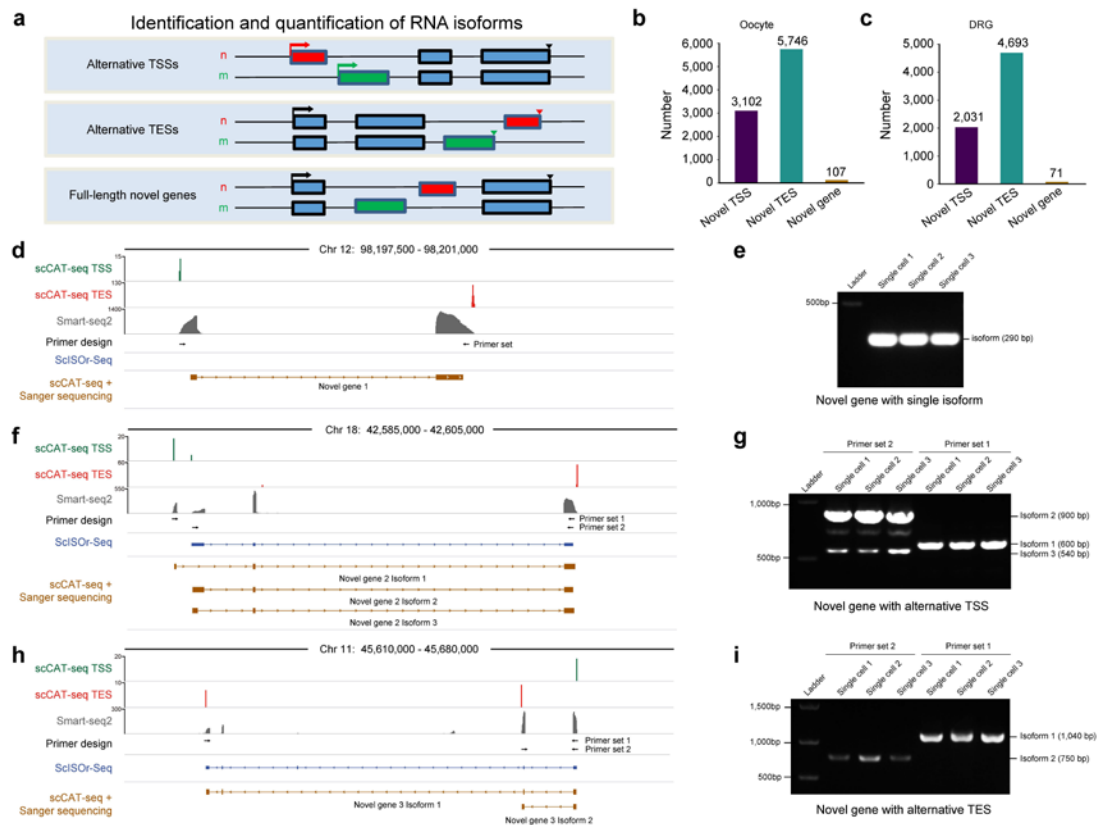 a
Identification and quantification of RNA isoforms
Alternative TSSs
n
m
Alternative TESs
n
m
Full-length novel genes
n
m
b
Oocyte
Number
6,000
5,000
4,000
3,000
2,000
1,000
0
3,102
5,746
107
Novel TSS
Novel TES
Novel gene
c
DRG
Number
5,000
4,000
3,000
2,000
1,000
0
2,031
4,693
71
Novel TSS
Novel TES
Novel gene
d
Chr 12: 98,197,500 - 98,201,000
15
scCAT-seq TSS
130
scCAT-seq TES
1400
Smart-seq2
Primer design
Primer set
ScISOr-Seq
scCAT-seq +
Sanger sequencing
Novel gene 1
e
Ladder
Single cell 1
Single cell 2
Single cell 3
500bp
isoform (290 bp)
Novel gene with single isoform
f
Chr 18: 42,585,000 - 42,605,000
20
scCAT-seq TSS
60
scCAT-seq TES
550
Smart-seq2
Primer design
Primer set 1
Primer set 2
ScISOr-Seq
Novel gene 2 Isoform 1
scCAT-seq +
Sanger sequencing
Novel gene 2 Isoform 2
Novel gene 2 Isoform 3
g
Primer set 2
Primer set 1
Ladder
Single cell 1
Single cell 2
Single cell 3
Single cell 1
Single cell 2
Single cell 3
1,000bp
500bp
Isoform 2 (900 bp)
Isoform 1 (600 bp)
Isoform 3 (540 bp)
Novel gene with alternative TSS
h
Chr 11: 45,610,000 - 45,680,000
20
scCAT-seq TSS
20
scCAT-seq TES
300
Smart-seq2
Primer design
Primer set 1
Primer set 2
ScISOr-Seq
scCAT-seq +
Sanger sequencing
Novel gene 3 Isoform 1
Novel gene 3 Isoform 2
i
Primer set 2
Primer set 1
Ladder
Single cell 1
Single cell 2
Single cell 3
Single cell 1
Single cell 2
Single cell 3
1,500bp
1,000bp
500bp
Isoform 1 (1,040 bp)
Isoform 2 (750 bp)
Novel gene with alternative TES